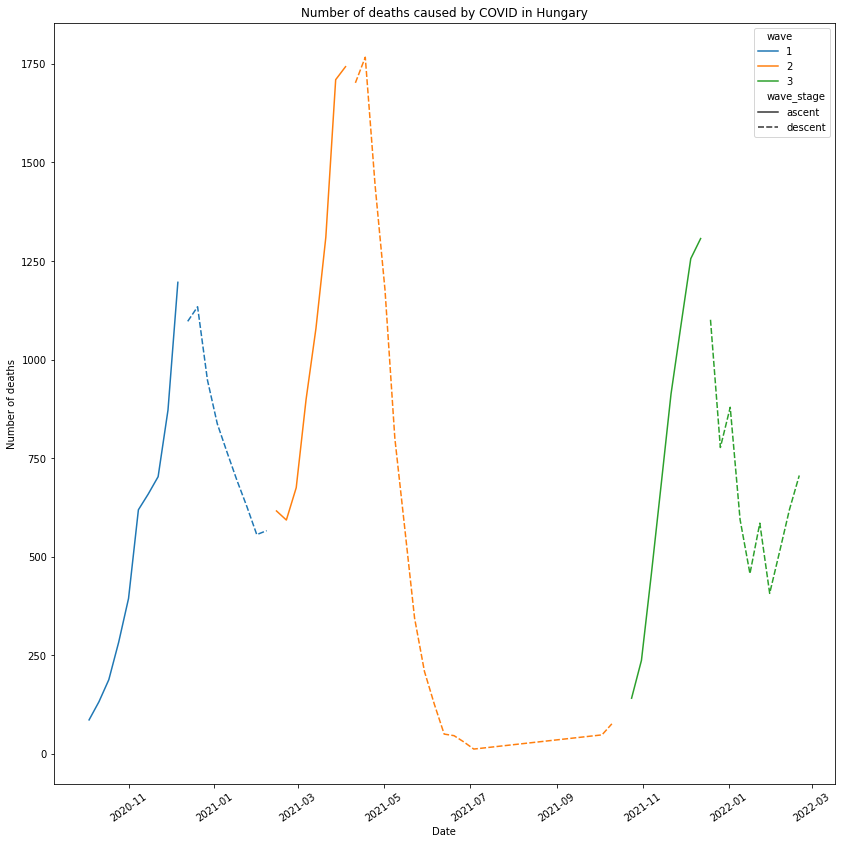 Number of deaths caused by COVID in Hungary
wave
1
2
3
wave_stage
ascent
descent
1750
1500
1250
1000
750
500
250
0
Number of deaths
2020-11
2021-01
2021-03
2021-05
2021-07
2021-09
2021-11
2022-01
2022-03
Date